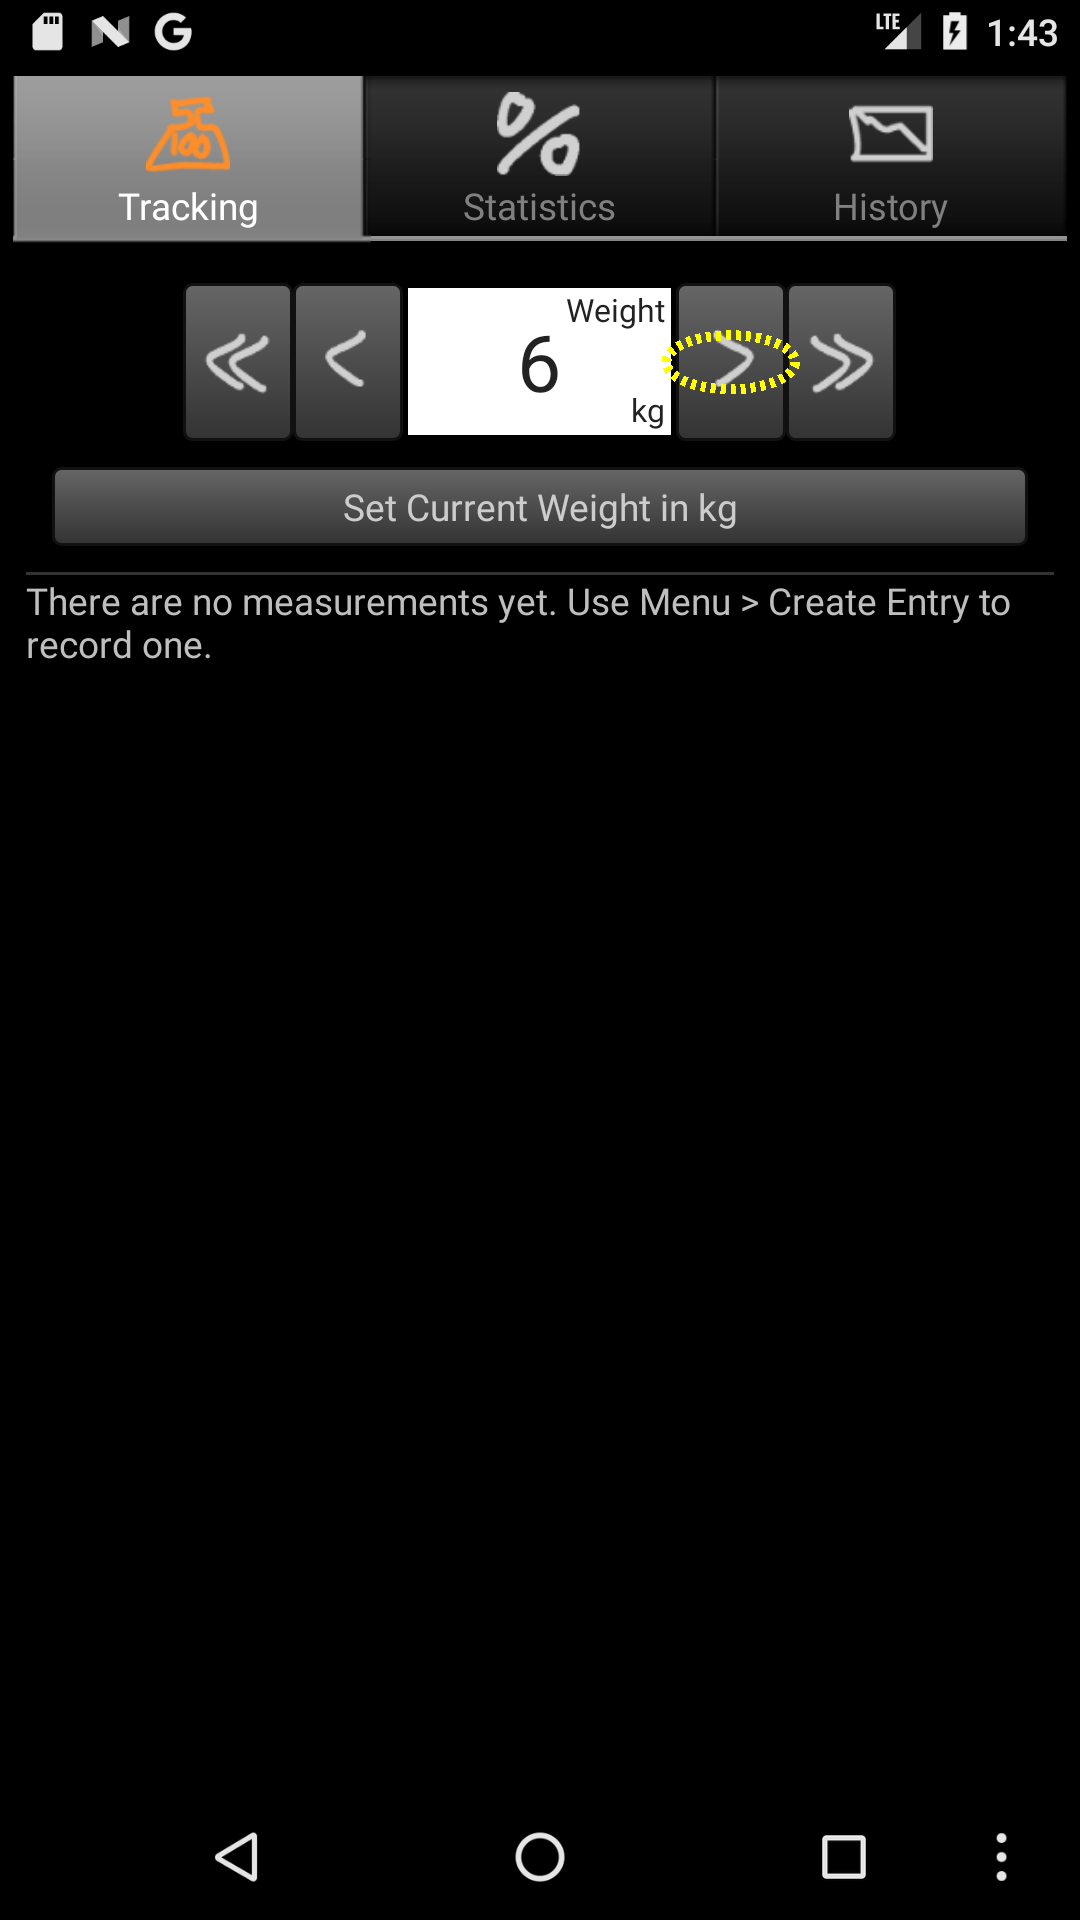 LTE 1:43
100
Tracking
%
Statistics
History
Weight
6
kg
Set Current Weight in kg
There are no measurements yet. Use Menu > Create Entry to
record one.